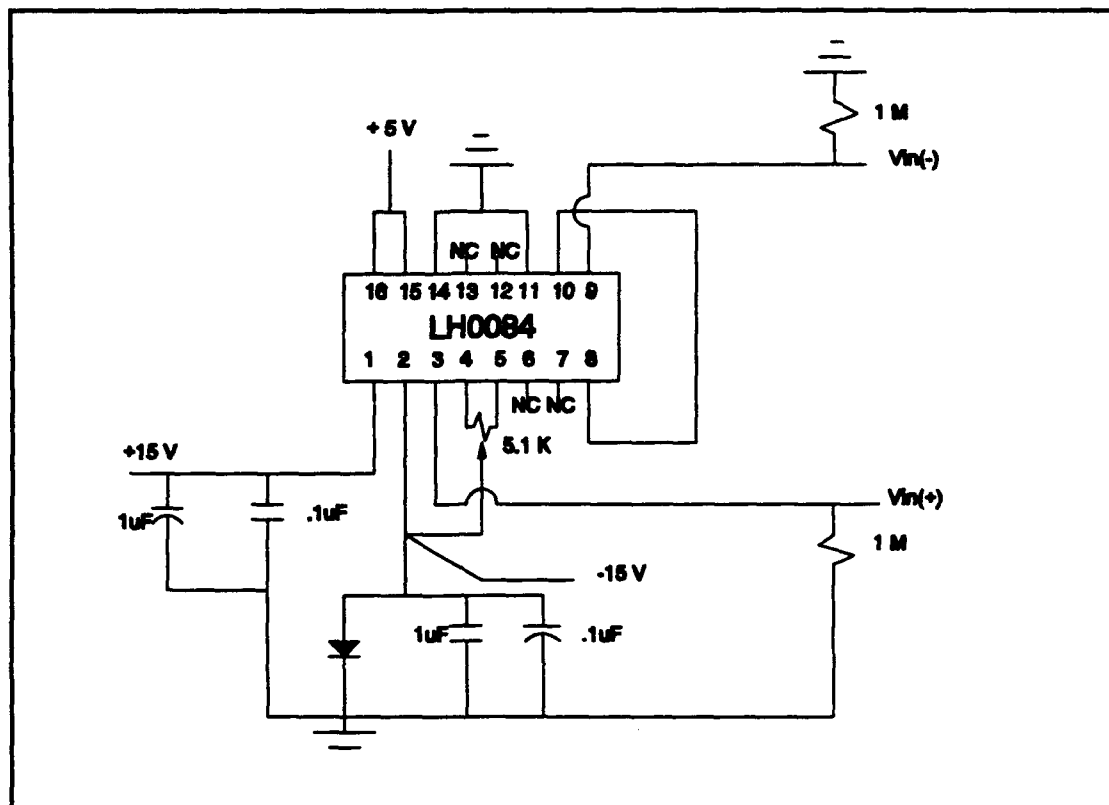 1 M
+ 5 V
Vin(-)
NC NC
16 15 14 13 12 11 10 9
LH0084
1 2 3 4 5 6 7 8
NC NC
5.1 K
+15 V
Vin(+)
1uF
.1uF
1 M
-15 V
1uF
.1uF